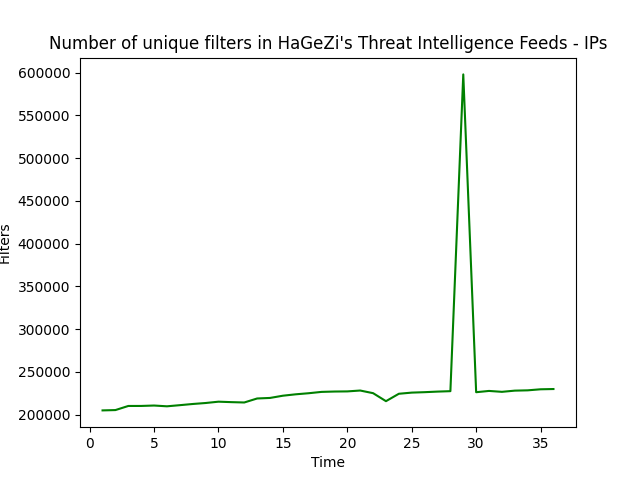 Number of unique filters in HaGeZi's Threat Intelligence Feeds - IPs
600000
550000
500000
450000
400000
350000
300000
250000
200000
Filters
0 5 10 15 20 25 30 35
Time